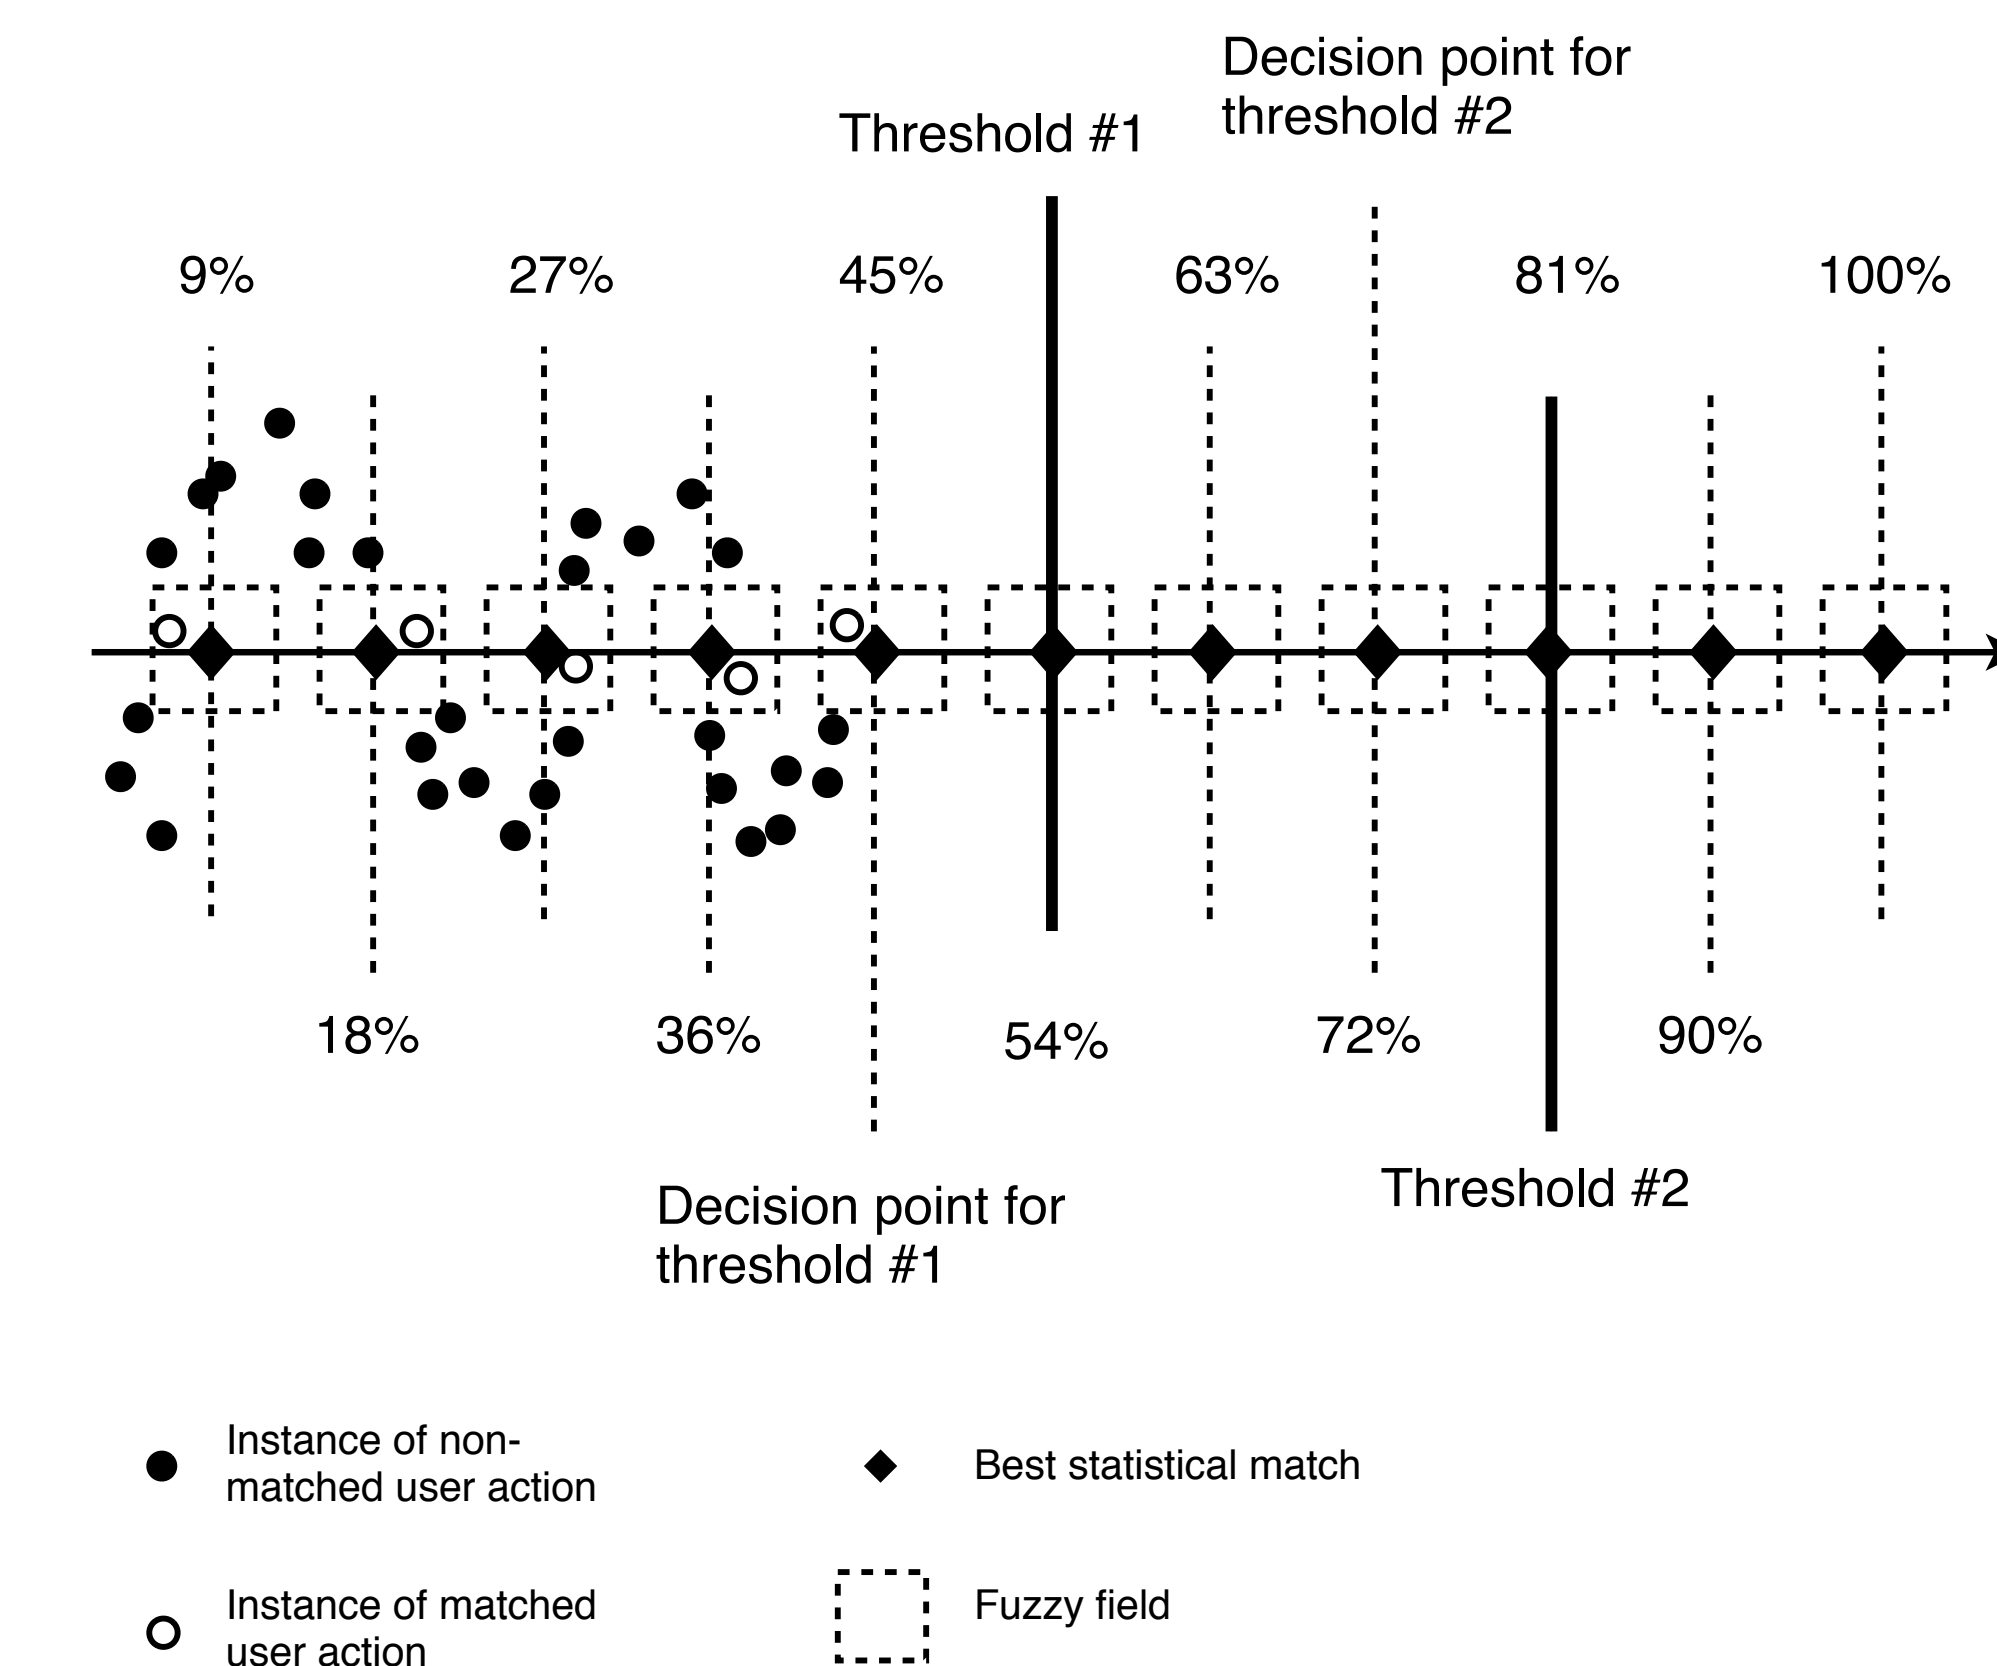 Decision point for
threshold #2
Threshold #1
9%
27%
45%
63%
81%
100%
18%
36%
54%
72%
90%
Decision point for
threshold #1
Threshold #2
Instance of non-
matched user action
Best statistical match
Instance of matched
user action
Fuzzy field